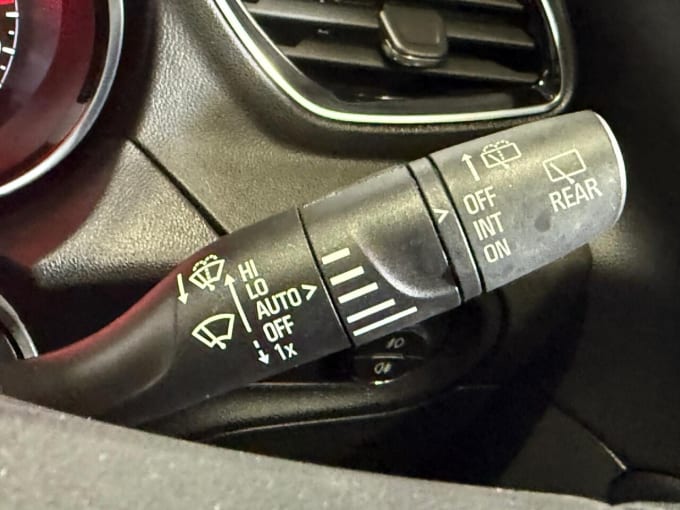 HI
LO
AUTO >
OFF
1x
>
OFF
INT
ON
REAR